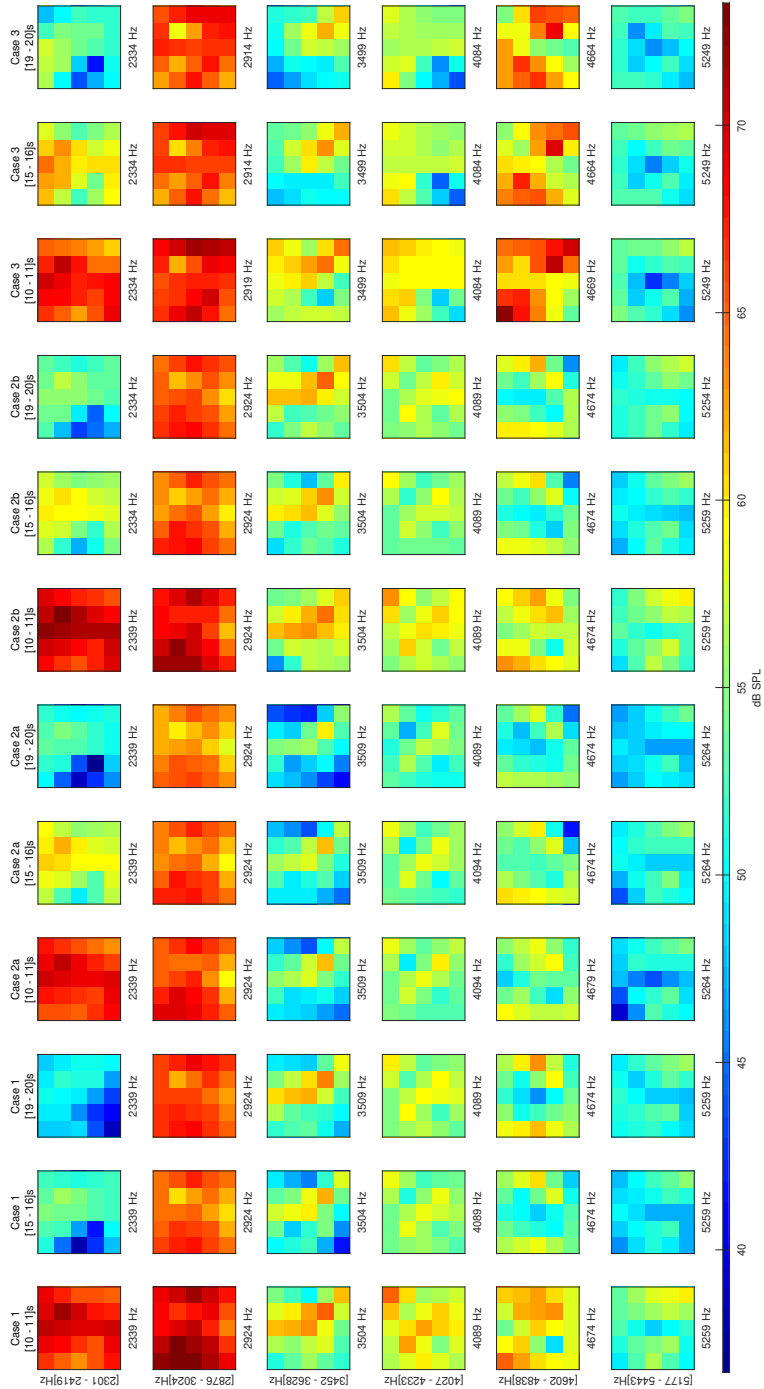 Case 1 Case 1 Case 1 Case 2a Case 2a Case 2a Case 2b Case 2b Case 2b Case 3 Case 3 Case 3
[10 - 11]s [15 - 16]s [19 - 20]s [10 - 11]s [15 - 16]s [19 - 20]s [10 - 11]s [15 - 16]s [19 - 20]s [10 - 11]s [15 - 16]s [19 - 20]s
[2301 - 2419]Hz
2339 Hz 2339 Hz 2339 Hz 2339 Hz 2339 Hz 2339 Hz 2339 Hz 2334 Hz 2334 Hz 2334 Hz 2334 Hz 2334 Hz
[2876 - 3024]Hz
2924 Hz 2924 Hz 2924 Hz 2924 Hz 2924 Hz 2924 Hz 2924 Hz 2924 Hz 2924 Hz 2919 Hz 2914 Hz 2914 Hz
[3452 - 3628]Hz
3504 Hz 3504 Hz 3509 Hz 3509 Hz 3509 Hz 3509 Hz 3504 Hz 3504 Hz 3504 Hz 3499 Hz 3499 Hz 3499 Hz
[4027 - 4233]Hz
4089 Hz 4089 Hz 4089 Hz 4094 Hz 4094 Hz 4089 Hz 4089 Hz 4089 Hz 4089 Hz 4084 Hz 4084 Hz 4084 Hz
[4602 - 4838]Hz
4674 Hz 4674 Hz 4674 Hz 4679 Hz 4674 Hz 4674 Hz 4674 Hz 4674 Hz 4674 Hz 4669 Hz 4664 Hz 4664 Hz
[5177 - 5443]Hz
5259 Hz 5259 Hz 5259 Hz 5264 Hz 5264 Hz 5264 Hz 5259 Hz 5259 Hz 5254 Hz 5249 Hz 5249 Hz 5249 Hz
40 45 50 55 60 65 70
dB SPL